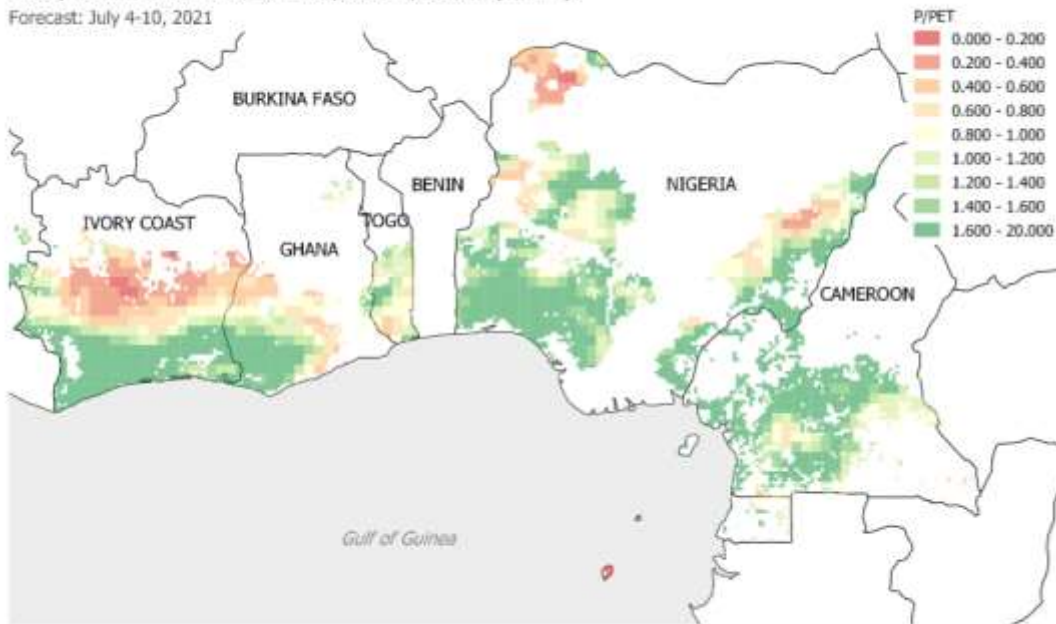 Forecast: July 4-10, 2021
P/PET
0.000 - 0.200
0.200 - 0.400
0.400 - 0.600
0.600 - 0.800
0.800 - 1.000
1.000 - 1.200
1.200 - 1.400
1.400 - 1.600
1.600 - 20.000
BURKINA FASO
BENIN
NIGERIA
IVORY COAST
TOGO
GHANA
CAMEROON
Gulf of Guinea